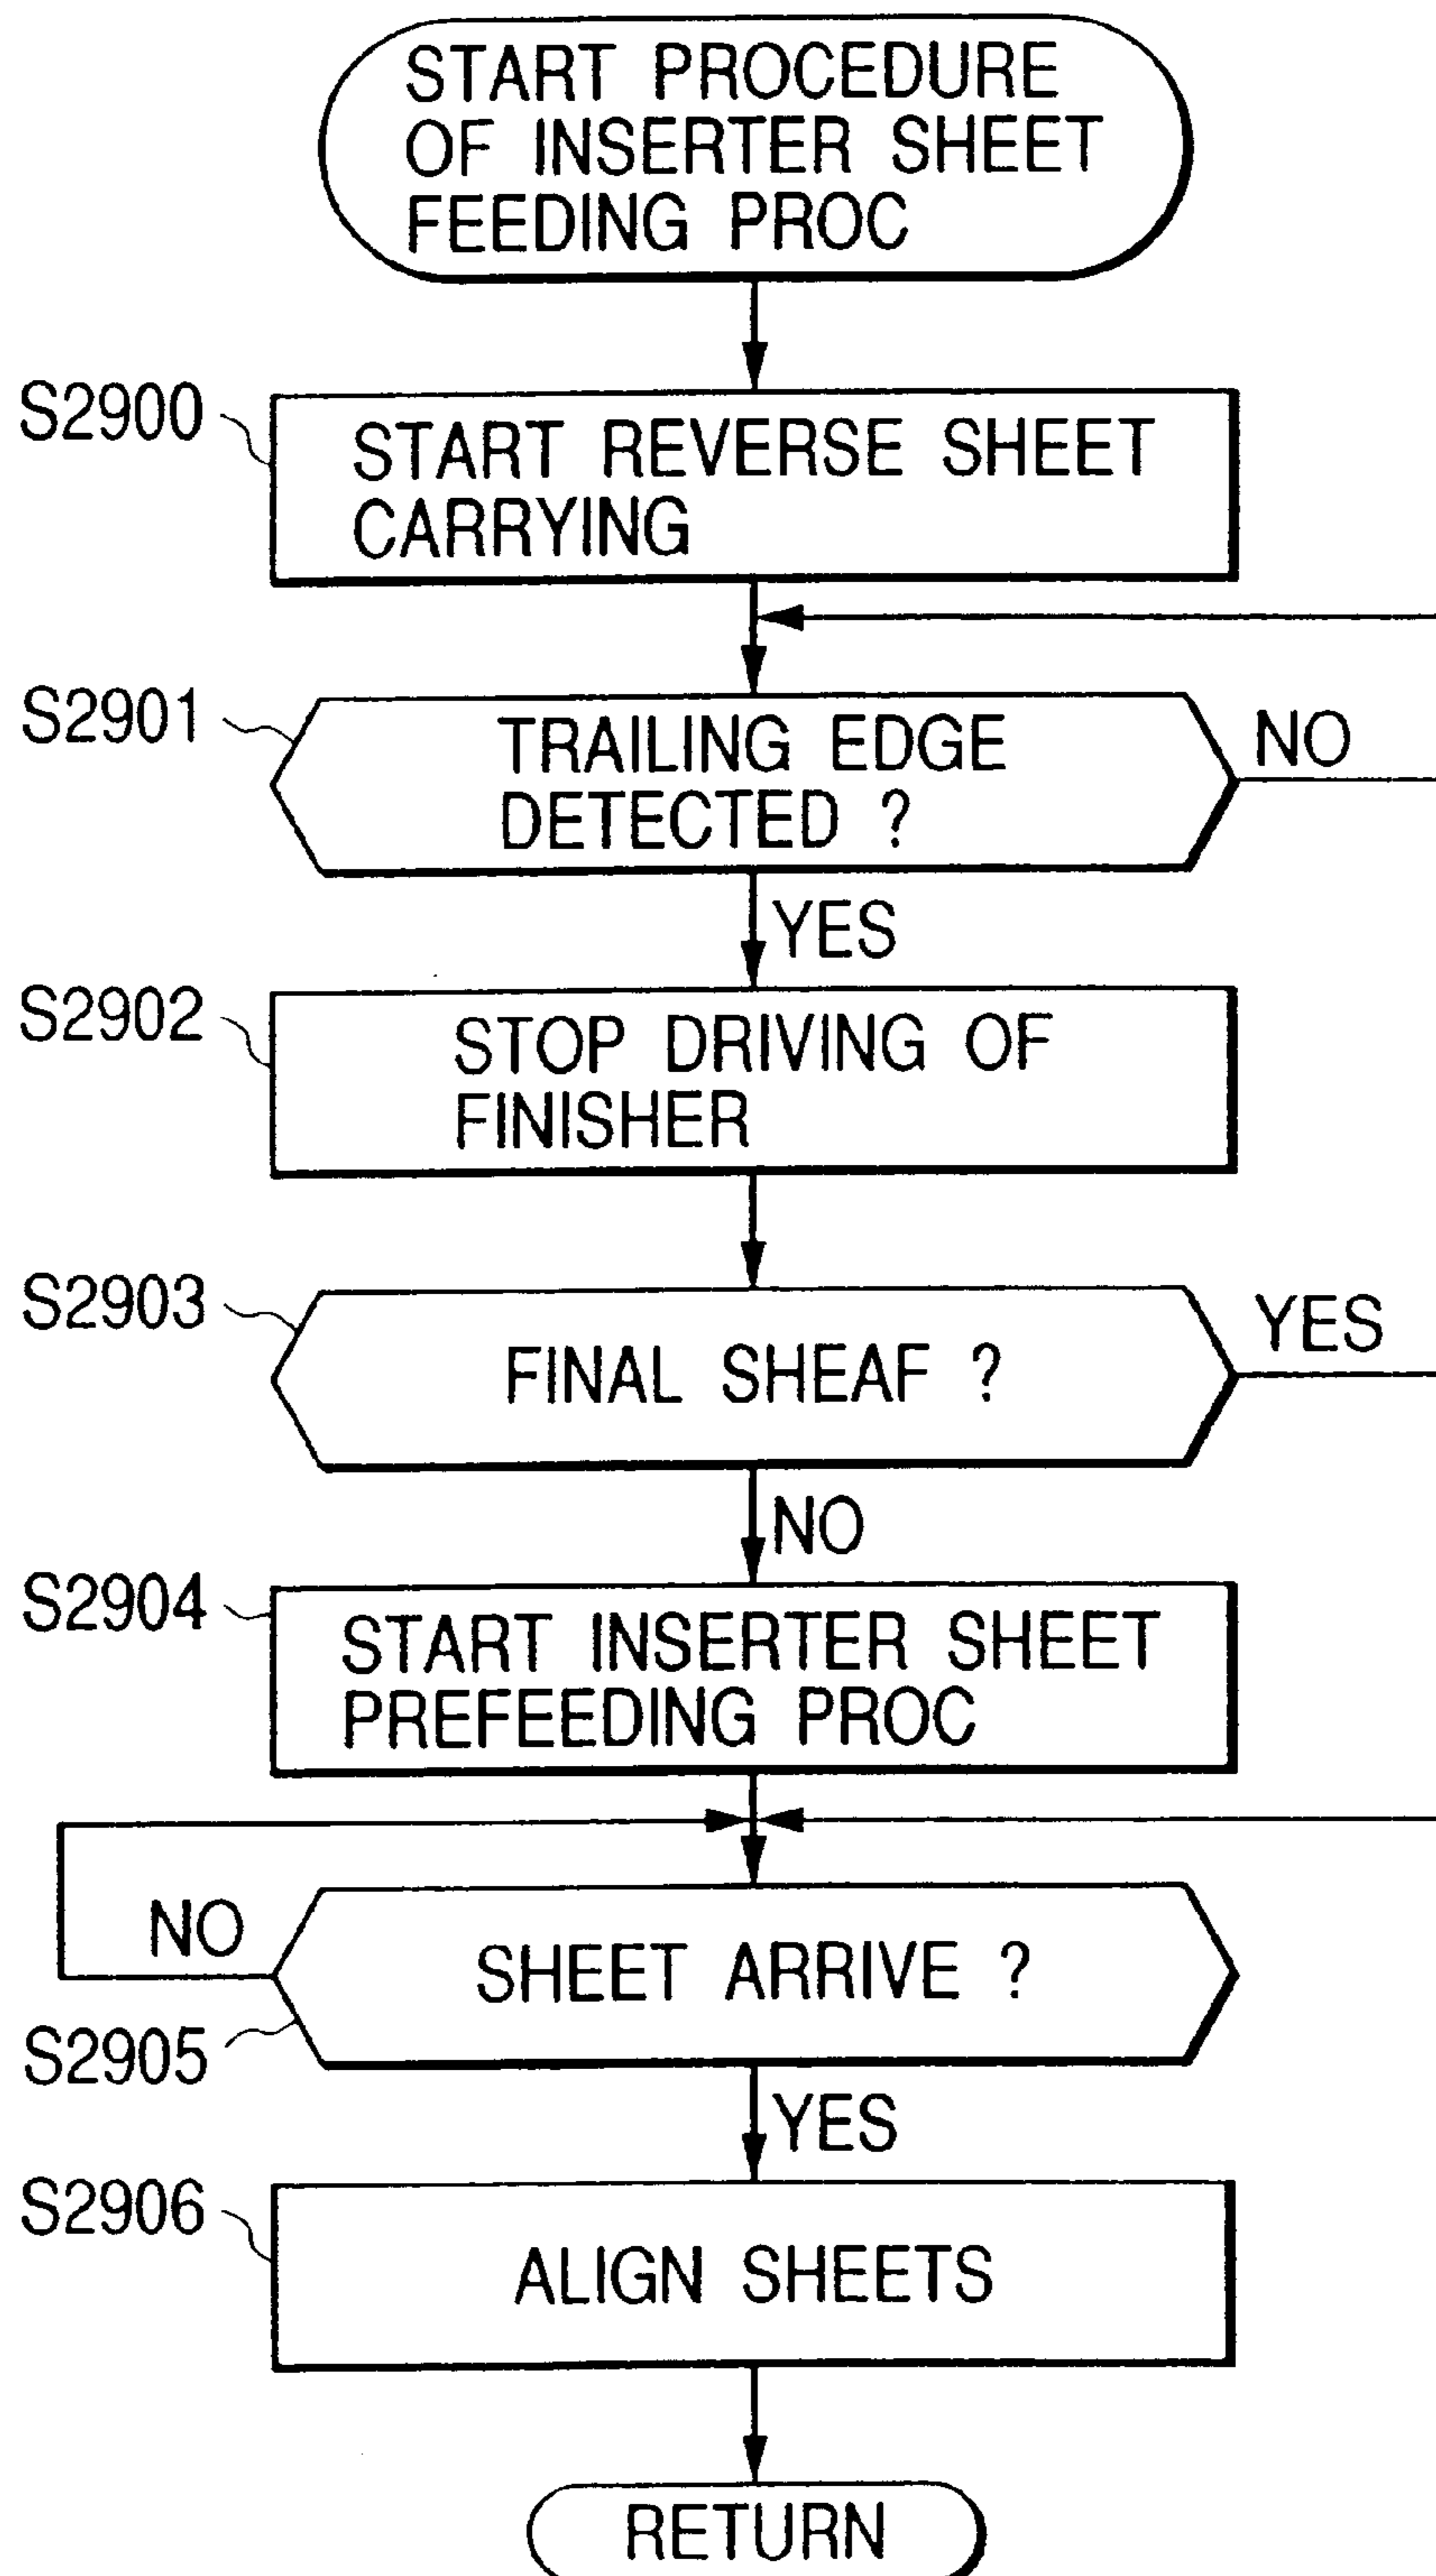 START PROCEDURE
OF INSERTER SHEET
FEEDING PROC
S2900
START REVERSE SHEET
CARRYING
S2901
TRAILING EDGE
DETECTED ?
NO
YES
S2902
STOP DRIVING OF
FINISHER
S2903
FINAL SHEAF ?
YES
NO
S2904
START INSERTER SHEET
PREFEEDING PROC
NO
SHEET ARRIVE ?
S2905
YES
S2906
ALIGN SHEETS
RETURN